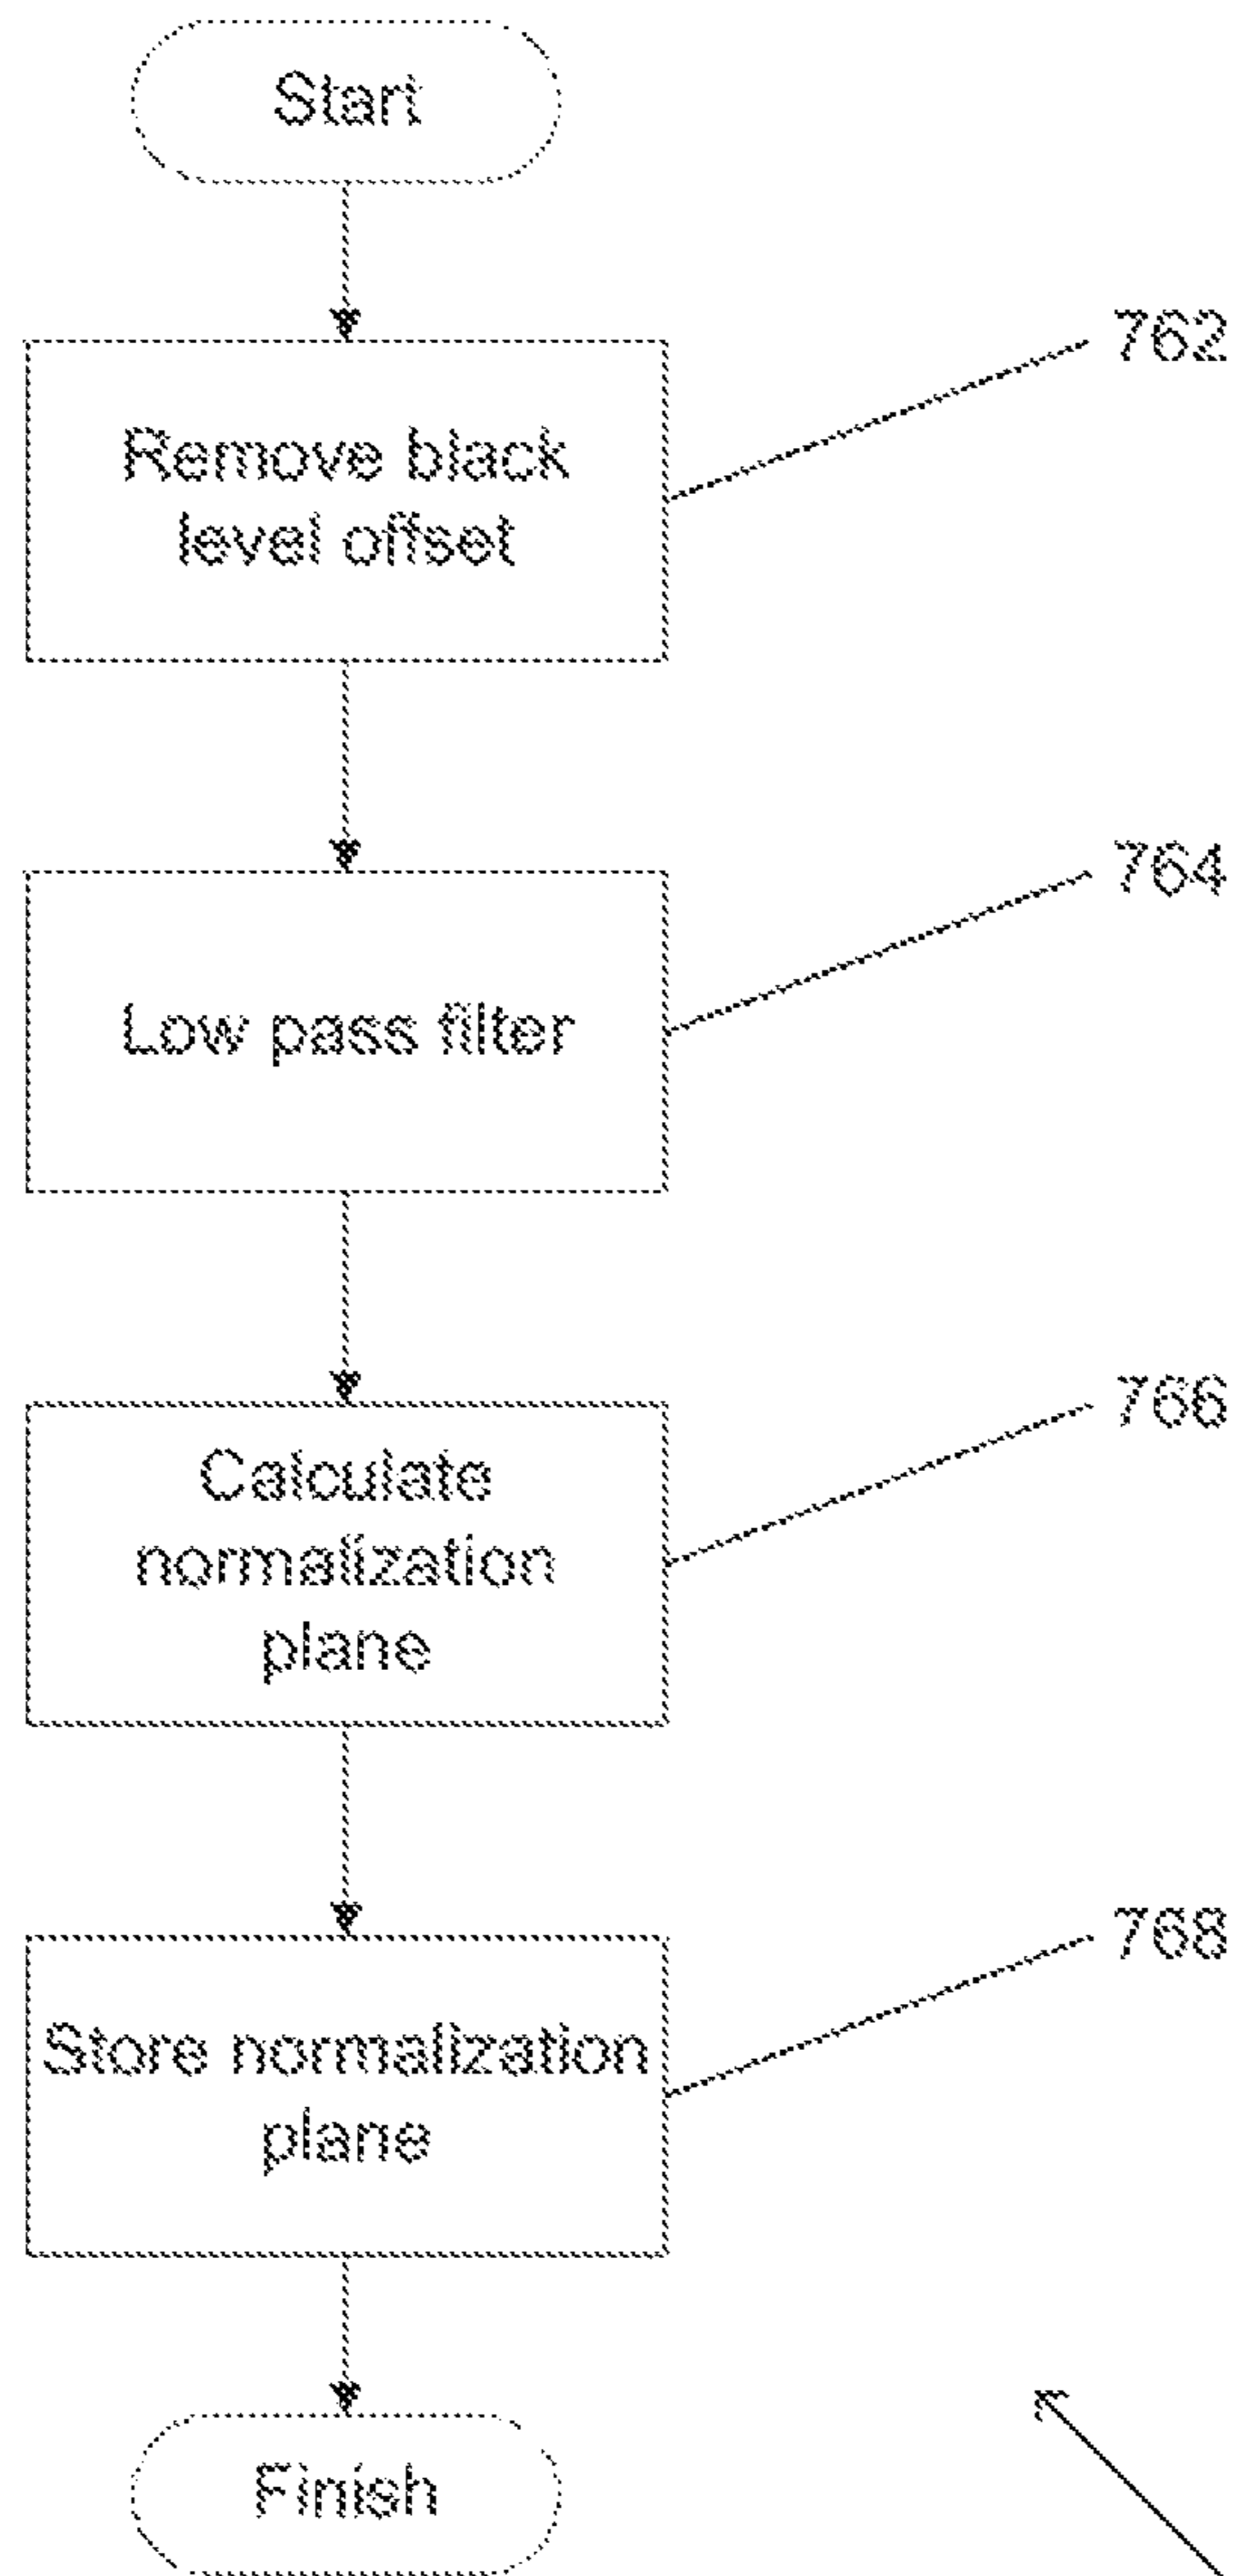 Start
762
Remove black
level offset
764
Low pass filter
766
Calculate
normalization
plane
768
Store normalization
plane
Finish